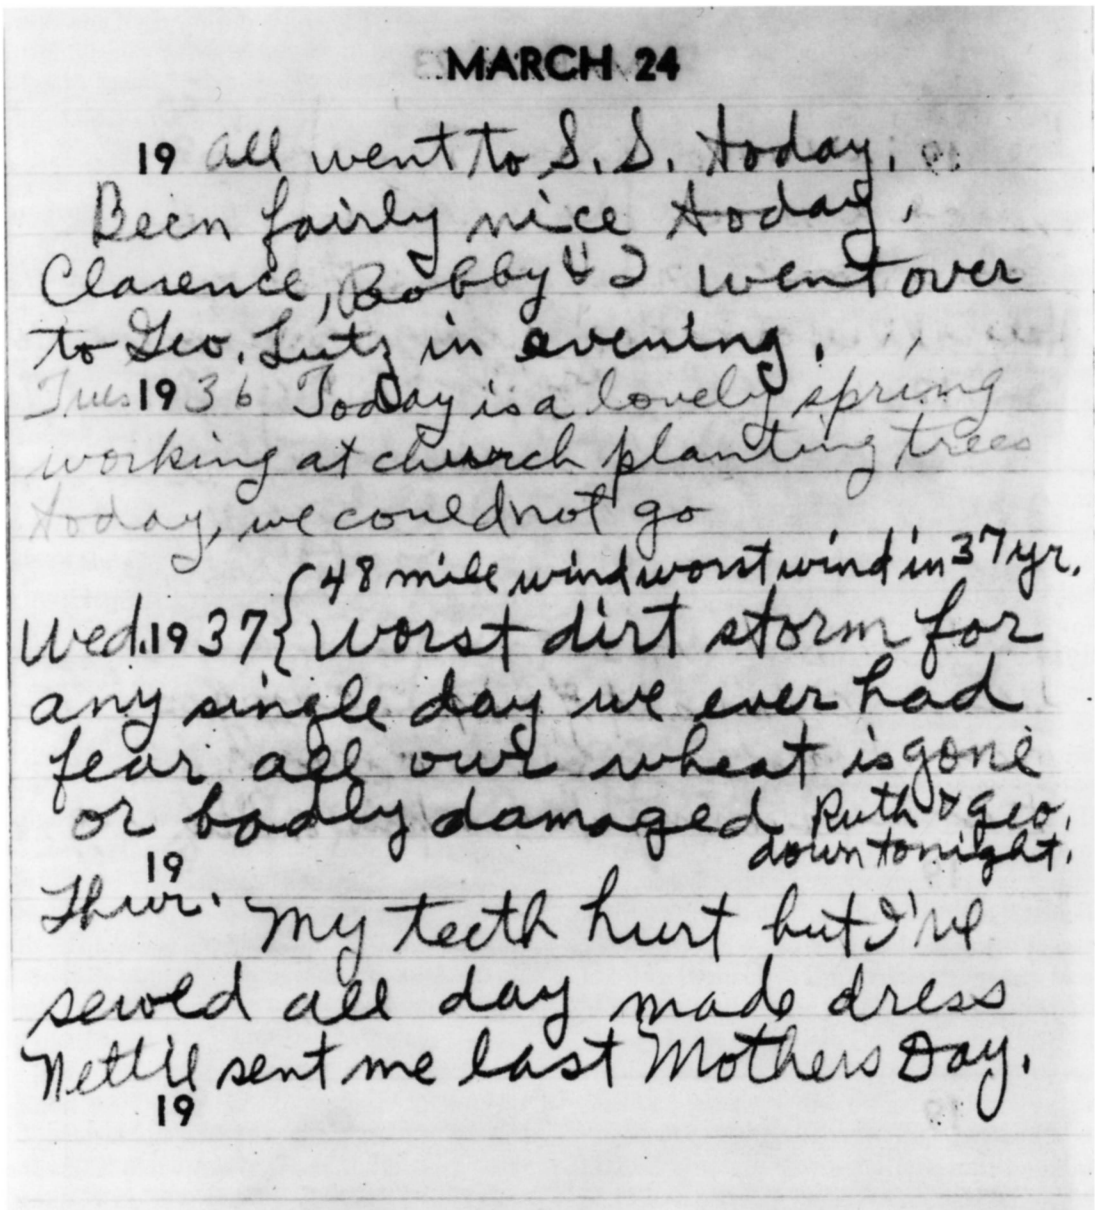 MARCH 24
19 All went to S. S. today.
Been fairly nice today.
Clarence, Bobby & I went over
to Geo. Lutz in evening.
Tues. 1936 Today is a lovely spring
working at church planting trees
today, we could not go
{ 48 mile wind worst wind in 37 yr.
Wed. 1937 { Worst dirt storm for
any single day we ever had
fear all our wheat is gone
or badly damaged Ruth & Geo.
down tonight.
19
Thur. My teeth hurt but I've
sewed all day made dress
Nettie sent me last Mothers Day.
19